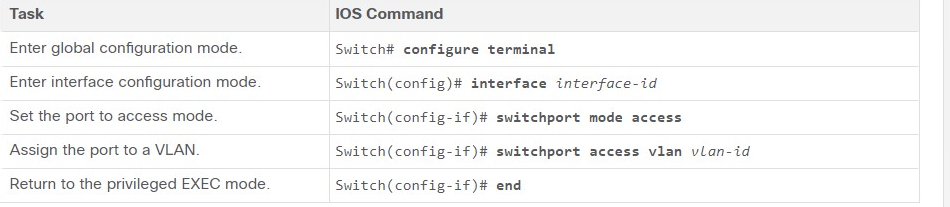 Task IOS Command
Enter global configuration mode. Switch# configure terminal
Enter interface configuration mode. Switch(config)# interface interface-id
Set the port to access mode. Switch(config-if)# switchport mode access
Assign the port to a VLAN. Switch(config-if)# switchport access vlan vlan-id
Return to the privileged EXEC mode. Switch(config-if)# end